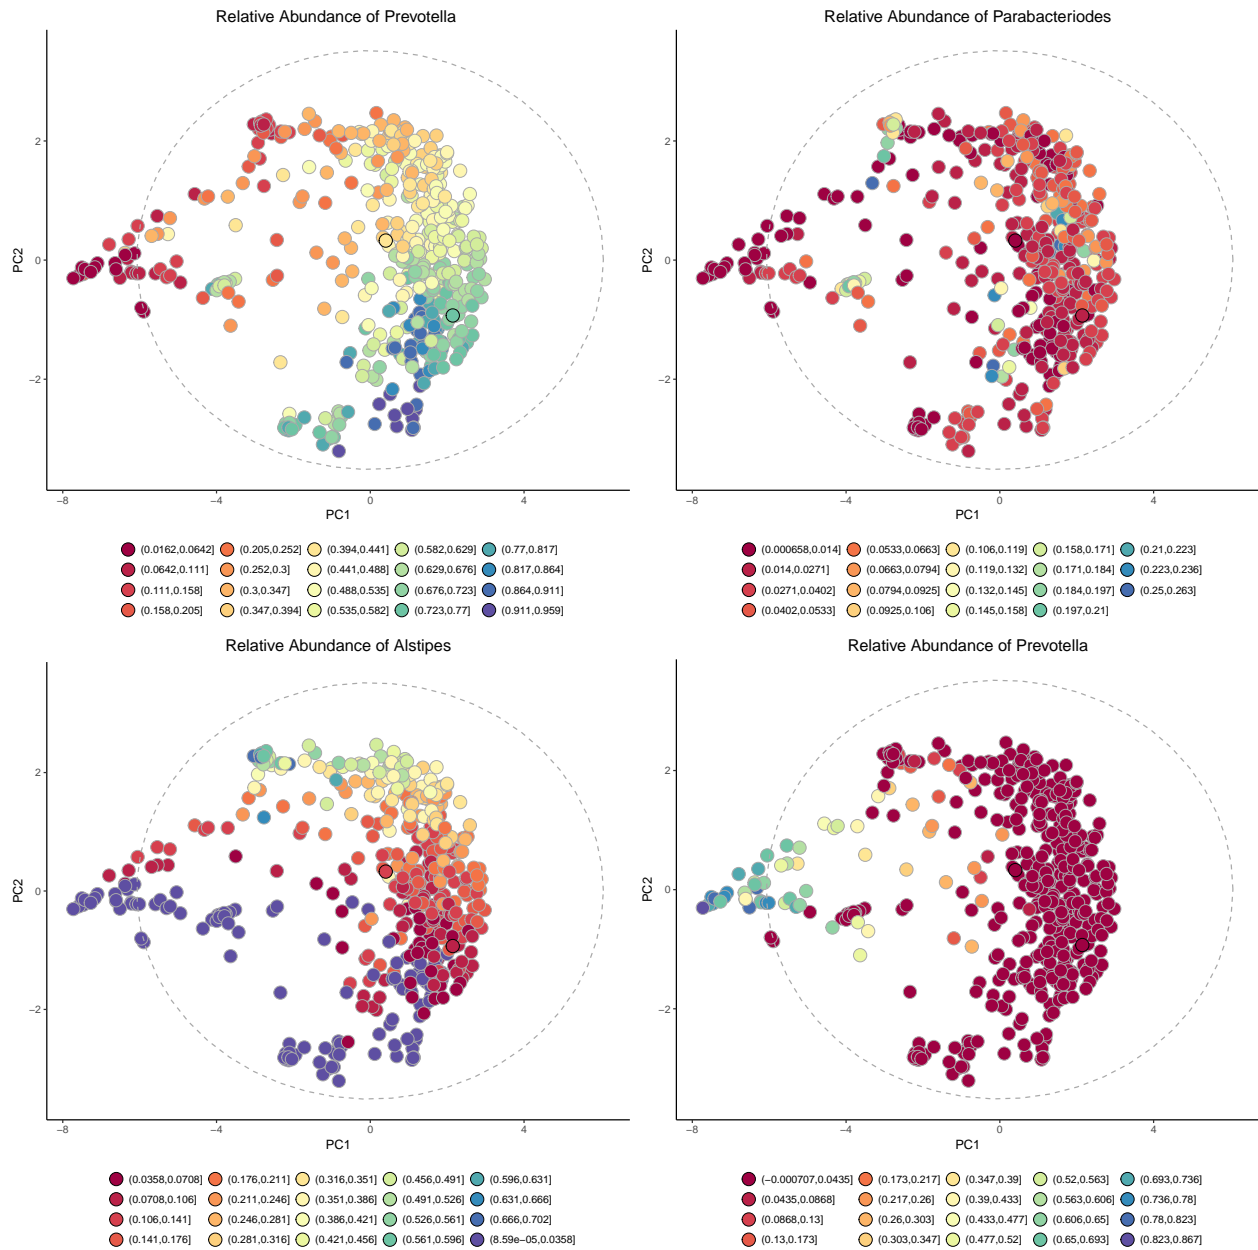 Relative Abundance of Prevotella
PC2
2
0
−2
−8
−4
0
4
PC1
(0.0162,0.0642] (0.205,0.252] (0.394,0.441] (0.582,0.629] (0.77,0.817]
(0.0642,0.111] (0.252,0.3] (0.441,0.488] (0.629,0.676] (0.817,0.864]
(0.111,0.158] (0.3,0.347] (0.488,0.535] (0.676,0.723] (0.864,0.911]
(0.158,0.205] (0.347,0.394] (0.535,0.582] (0.723,0.77] (0.911,0.959]
Relative Abundance of Parabacteriodes
PC2
2
0
−2
−8
−4
0
4
PC1
(0.000658,0.014] (0.0533,0.0663] (0.106,0.119] (0.158,0.171] (0.21,0.223]
(0.014,0.0271] (0.0663,0.0794] (0.119,0.132] (0.171,0.184] (0.223,0.236]
(0.0271,0.0402] (0.0794,0.0925] (0.132,0.145] (0.184,0.197] (0.25,0.263]
(0.0402,0.0533] (0.0925,0.106] (0.145,0.158] (0.197,0.21]
Relative Abundance of Alstipes
PC2
2
0
−2
−8
−4
0
4
PC1
(0.0358,0.0708] (0.176,0.211] (0.316,0.351] (0.456,0.491] (0.596,0.631]
(0.0708,0.106] (0.211,0.246] (0.351,0.386] (0.491,0.526] (0.631,0.666]
(0.106,0.141] (0.246,0.281] (0.386,0.421] (0.526,0.561] (0.666,0.702]
(0.141,0.176] (0.281,0.316] (0.421,0.456] (0.561,0.596] (8.59e−05,0.0358]
Relative Abundance of Prevotella
PC2
2
0
−2
−8
−4
0
4
PC1
(−0.000707,0.0435] (0.173,0.217] (0.347,0.39] (0.52,0.563] (0.693,0.736]
(0.0435,0.0868] (0.217,0.26] (0.39,0.433] (0.563,0.606] (0.736,0.78]
(0.0868,0.13] (0.26,0.303] (0.433,0.477] (0.606,0.65] (0.78,0.823]
(0.13,0.173] (0.303,0.347] (0.477,0.52] (0.65,0.693] (0.823,0.867]